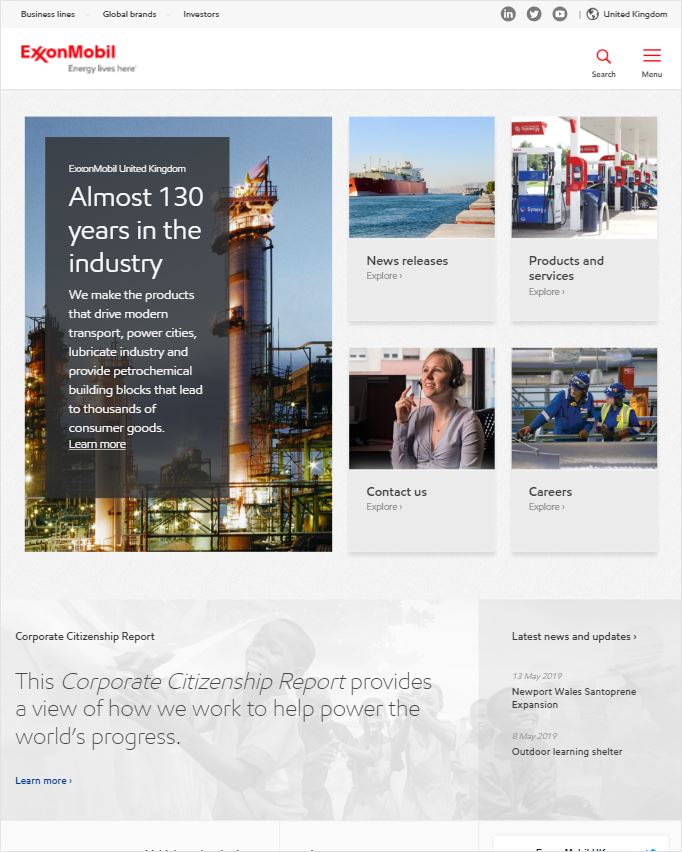 Business lines
Global brands
Investors
United Kingdom
ExxonMobil
Energy lives here
Search
Menu
ExxonMobil United Kingdom
Almost 130
years in the
industry
We make the products
that drive modern
transport, power cities,
lubricate industry and
provide petrochemical
building blocks that lead
to thousands of
consumer goods.
Learn more
News releases
Explore ›
Synergy
Synergy
Products and
services
Explore ›
Contact us
Explore ›
Careers
Explore ›
Corporate Citizenship Report
This Corporate Citizenship Report provides
a view of how we work to help power the
world's progress.
Learn more ›
Latest news and updates ›
13 May 2019
Newport Wales Santoprene
Expansion
8 May 2019
Outdoor learning shelter